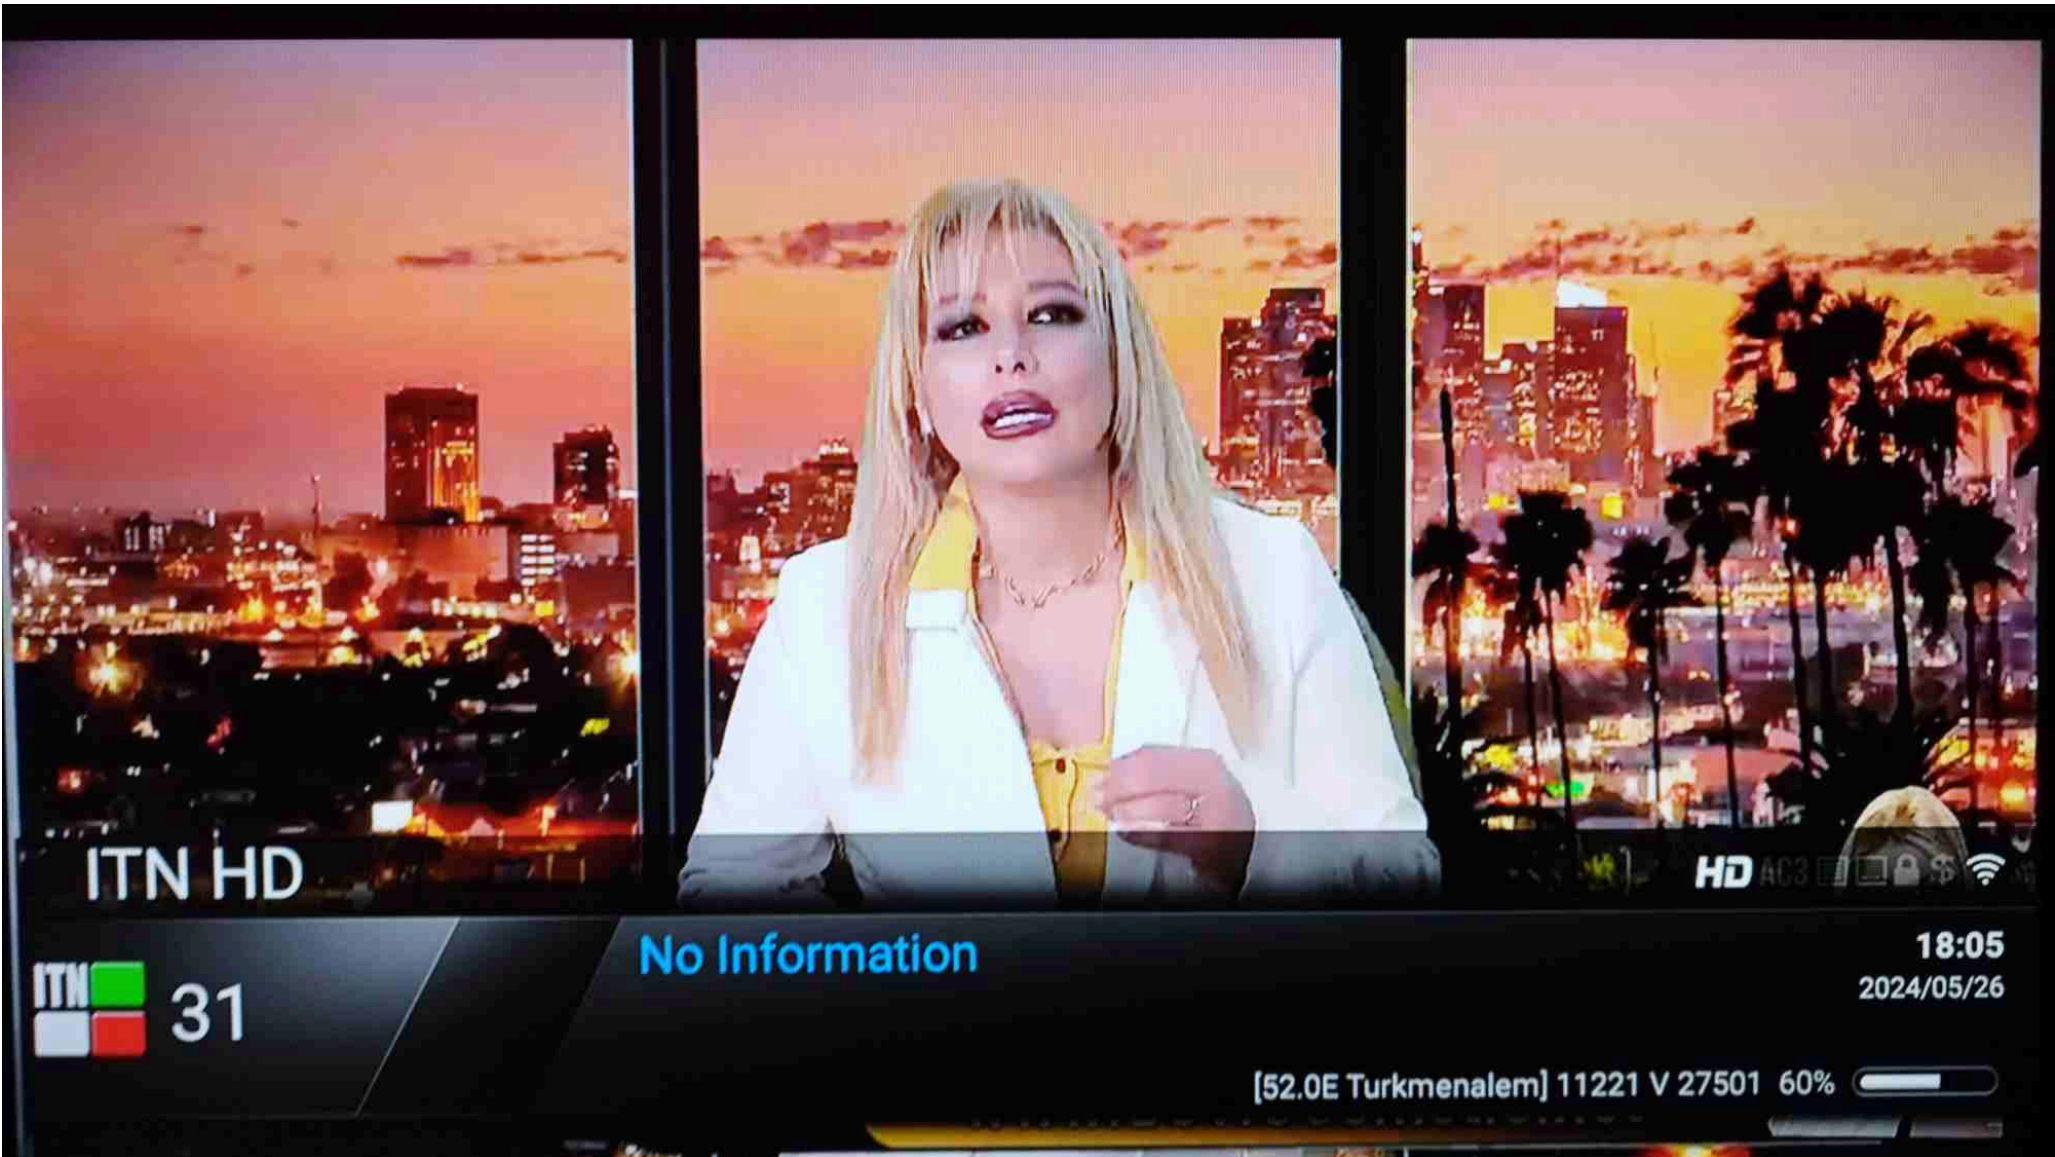 ITN HD
HD AC3 $
No Information
18:05
2024/05/26
ITN
31
[52.0E Turkmenalem] 11221 V 27501 60%